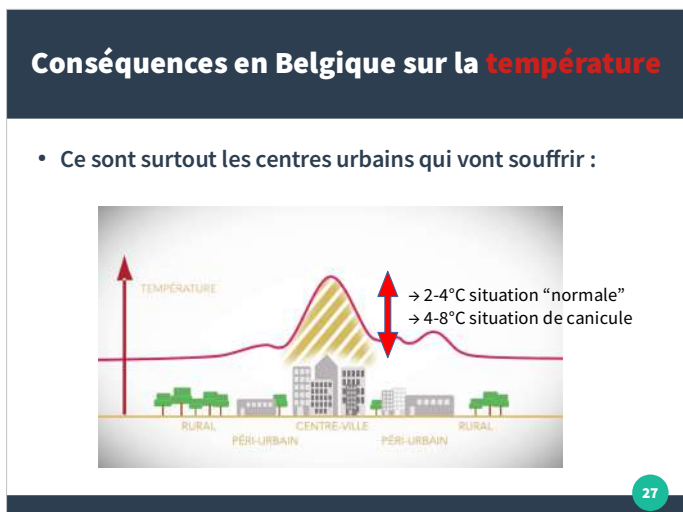 Conséquences en Belgique sur la température
• Ce sont surtout les centres urbains qui vont souffrir :
TEMPÉRATURE
→ 2-4°C situation “normale”
→ 4-8°C situation de canicule
RURAL
CENTRE-VILLE
RURAL
PÉRI-URBAIN
PÉRI-URBAIN
27